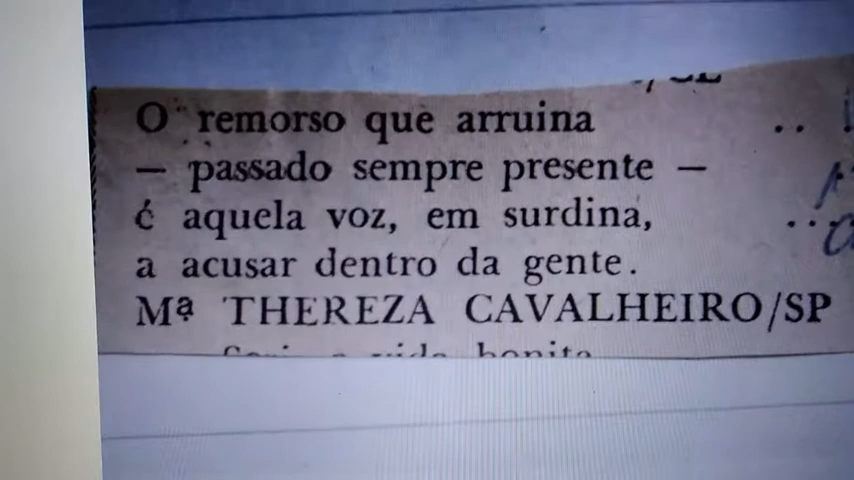 O remorso que arruina
— passado sempre presente —
é aquela voz, em surdina,
a acusar dentro da gente.
Mª THEREZA CAVALHEIRO/SP